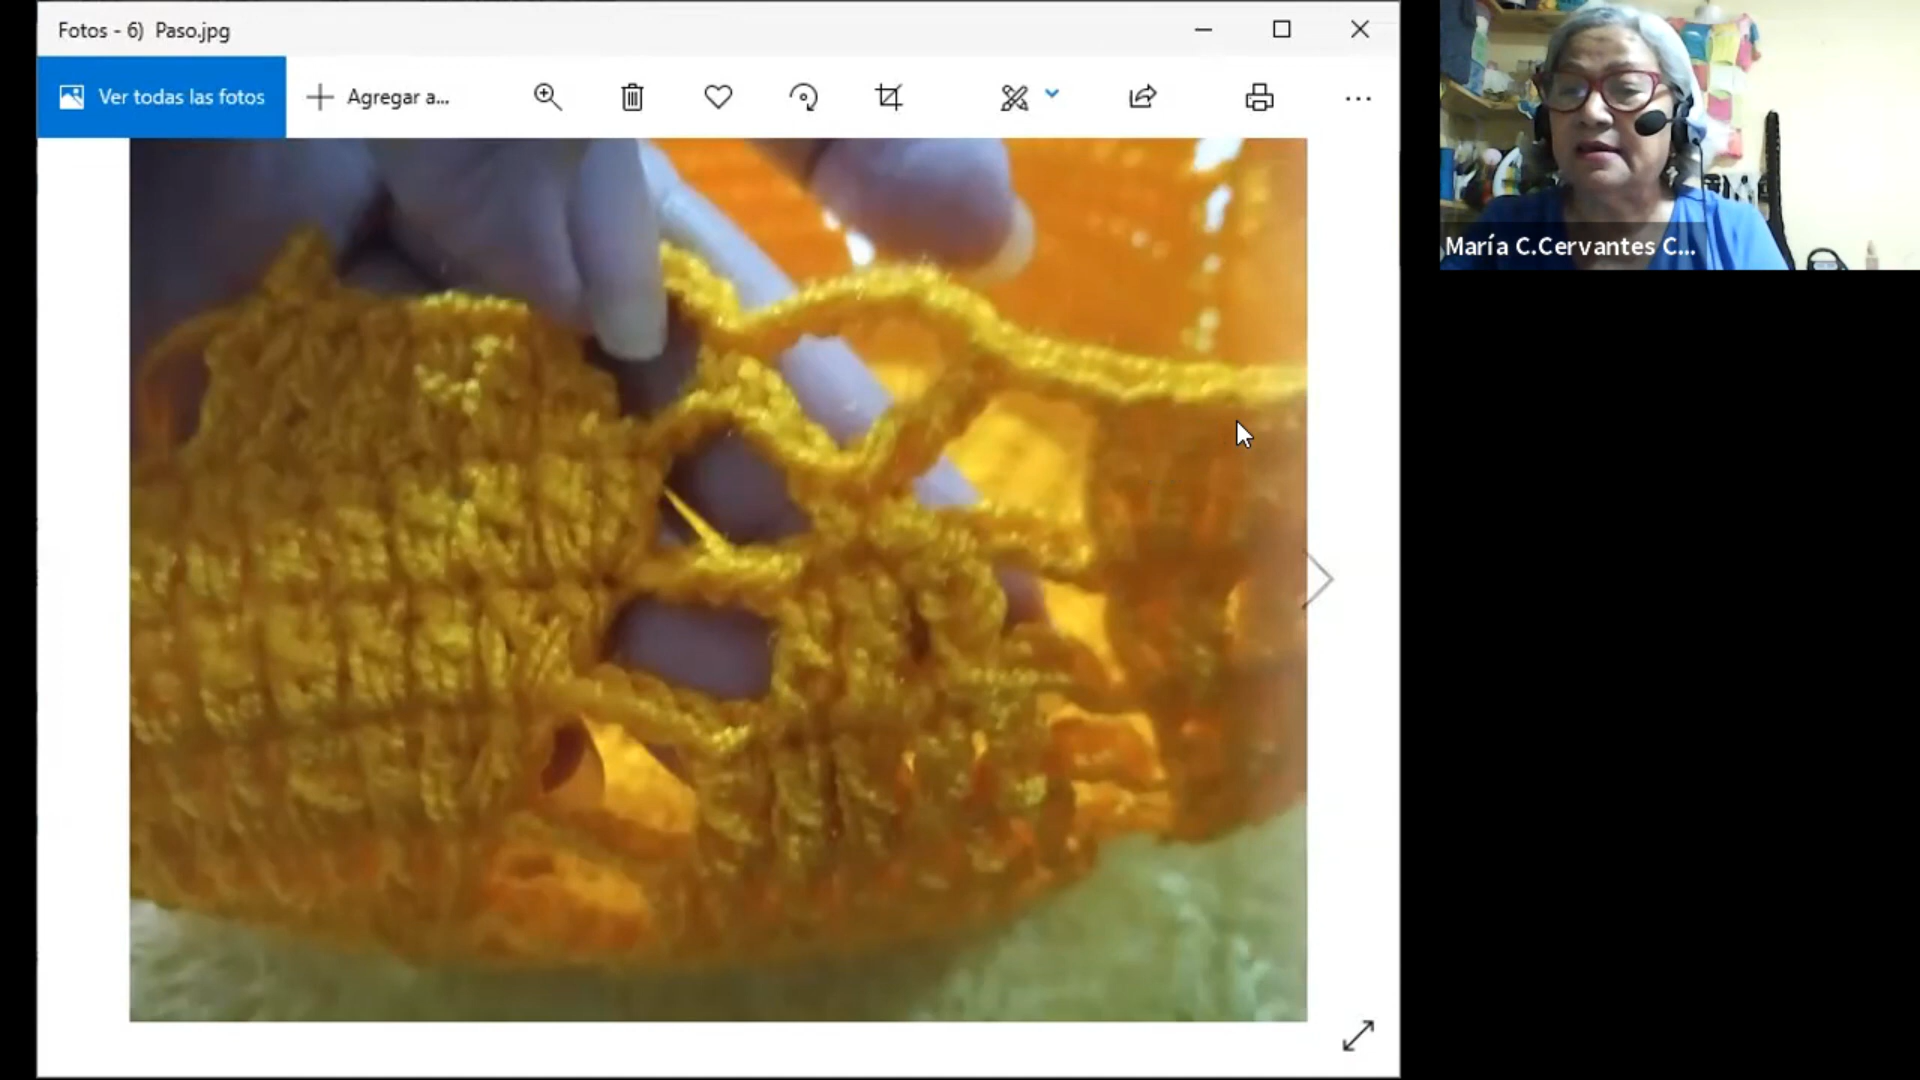 Fotos - 6) Paso.jpg
Ver todas las fotos
Agregar a...
María C.Cervantes C...